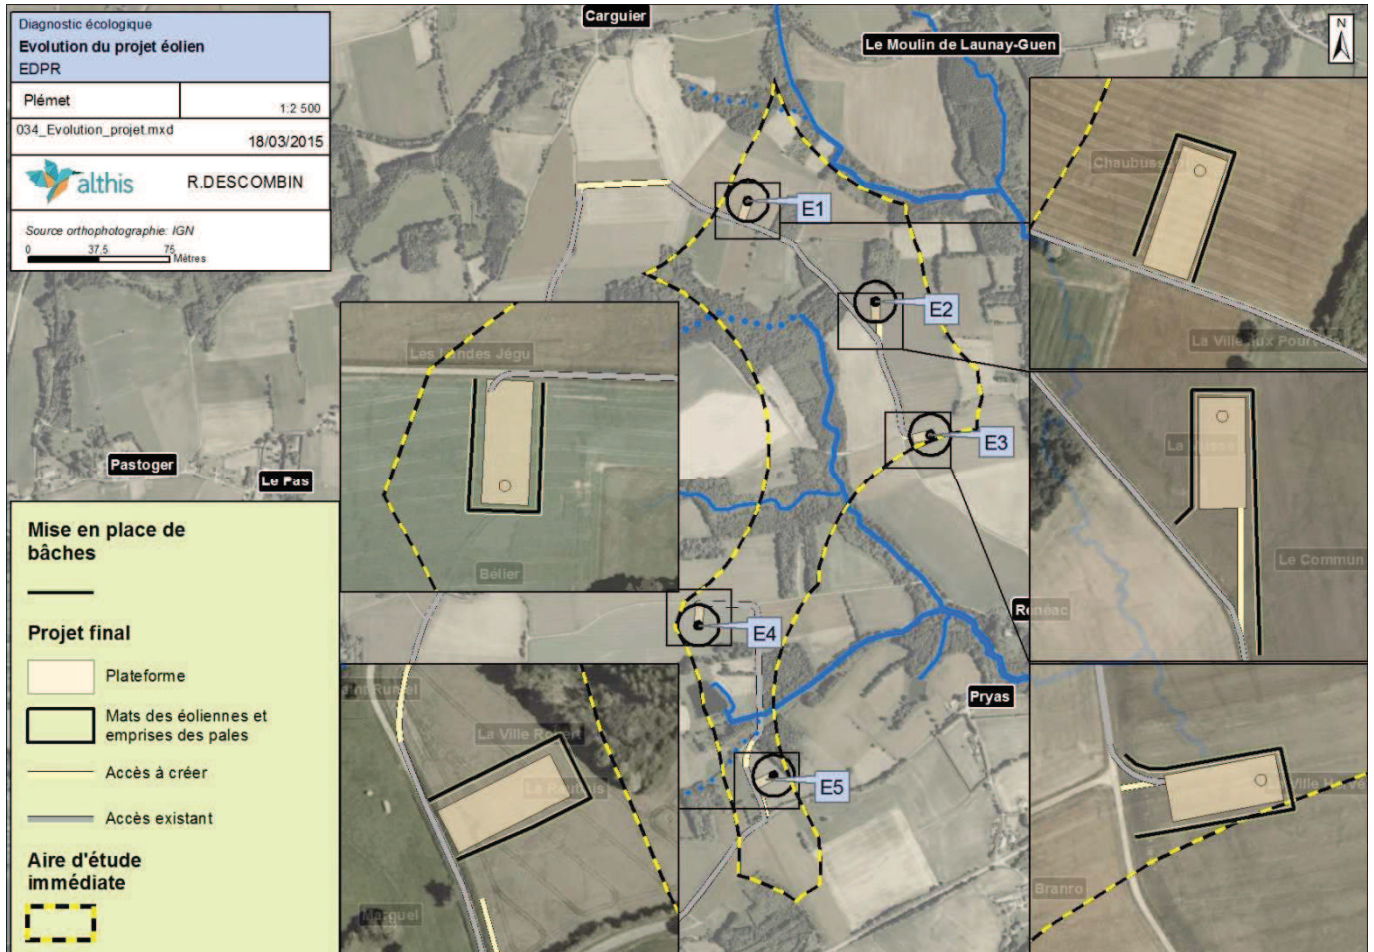 Diagnostic écologique
Evolution du projet éolien
EDPR
Plémet
1:2 500
034_Evolution_projet.mxd
18/03/2015
althis
R.DESCOMBIN
Source orthophotographie: IGN
0 37.5 75
Mètres
Carguier
Le Moulin de Launay-Guen
N
E1
E2
E3
E4
E5
Les Landes Jégu
Bélier
Pastoger
Le Pas
La Ville aux
Le Commun
Pryas
La Ville
Branro
Mise en place de
bâches
Projet final
Plateforme
Mats des éoliennes et
emprises des pales
Accès à créer
Accès existant
Aire d'étude
immédiate